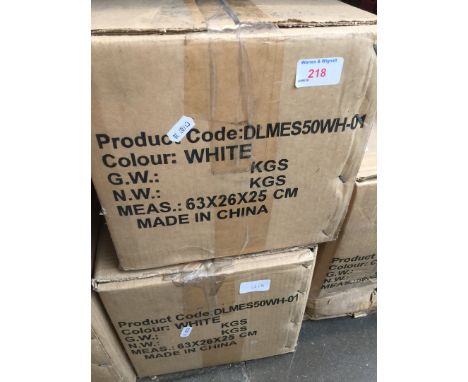 Warren & Wignall
218
Product Code:DLMES50WH-01
Colour: WHITE
G.W.: KGS
N.W.: KGS
MEAS.: 63X26X25 CM
MADE IN CHINA
Product Code:DLMES50WH-01
Colour: WHITE
G.W.: KGS
N.W.: KGS
MEAS.: 63X26X25 CM
MADE IN CHINA
Product
Colour:
G.W.:
N.W.:
MEAS